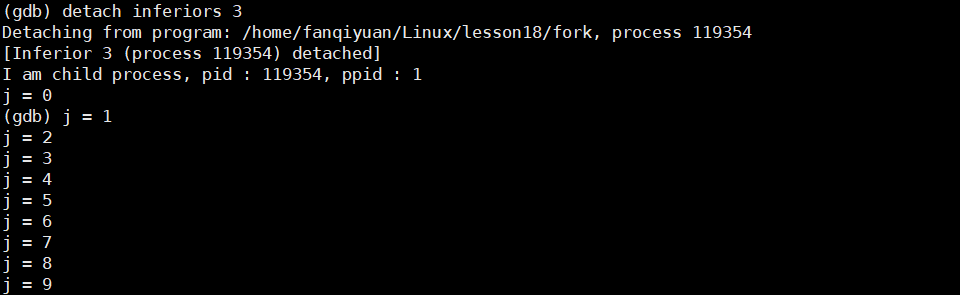 (gdb) detach inferiors 3
Detaching from program: /home/fanqiyuan/Linux/lesson18/fork, process 119354
[Inferior 3 (process 119354) detached]
I am child process, pid : 119354, ppid : 1
j = 0
(gdb) j = 1
j = 2
j = 3
j = 4
j = 5
j = 6
j = 7
j = 8
j = 9